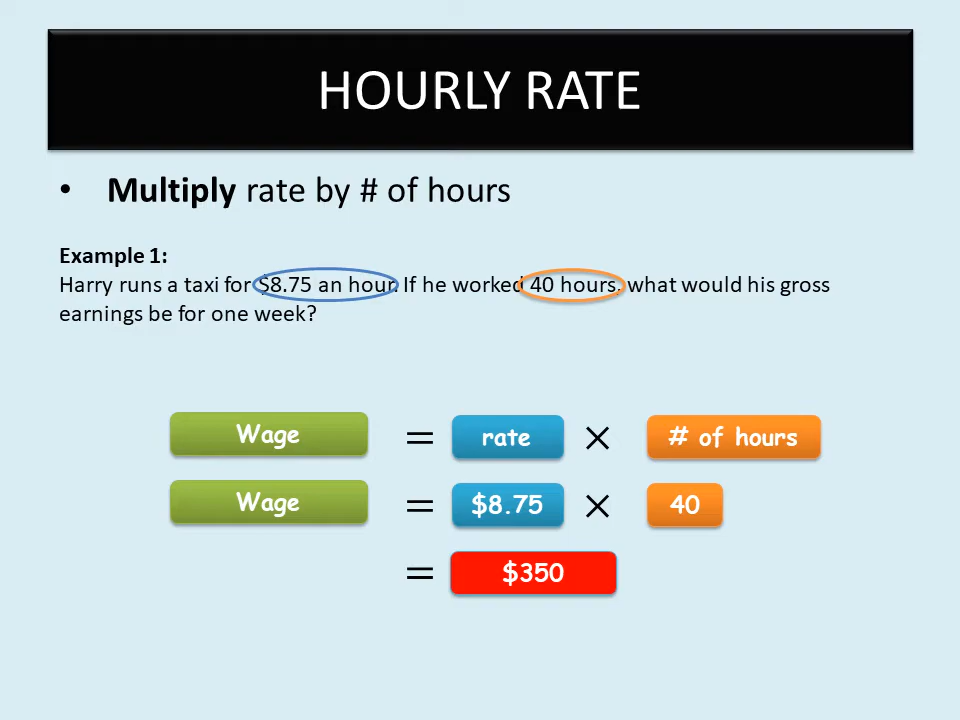 HOURLY RATE
• Multiply rate by # of hours
Example 1:
Harry runs a taxi for $8.75 an hour. If he worked 40 hours, what would his gross
earnings be for one week?
Wage = rate × # of hours
Wage = $8.75 × 40
= $350